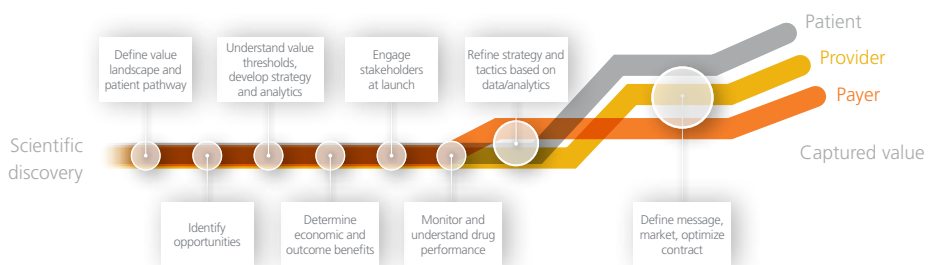 Patient
Provider
Payer
Define value
landscape and
patient pathway
Understand value
thresholds,
develop strategy
and analytics
Engage
stakeholders
at launch
Refine strategy and
tactics based on
data/analytics
Scientific
discovery
Captured value
Identify
opportunities
Determine
economic and
outcome benefits
Monitor and
understand drug
performance
Define message,
market, optimize
contract